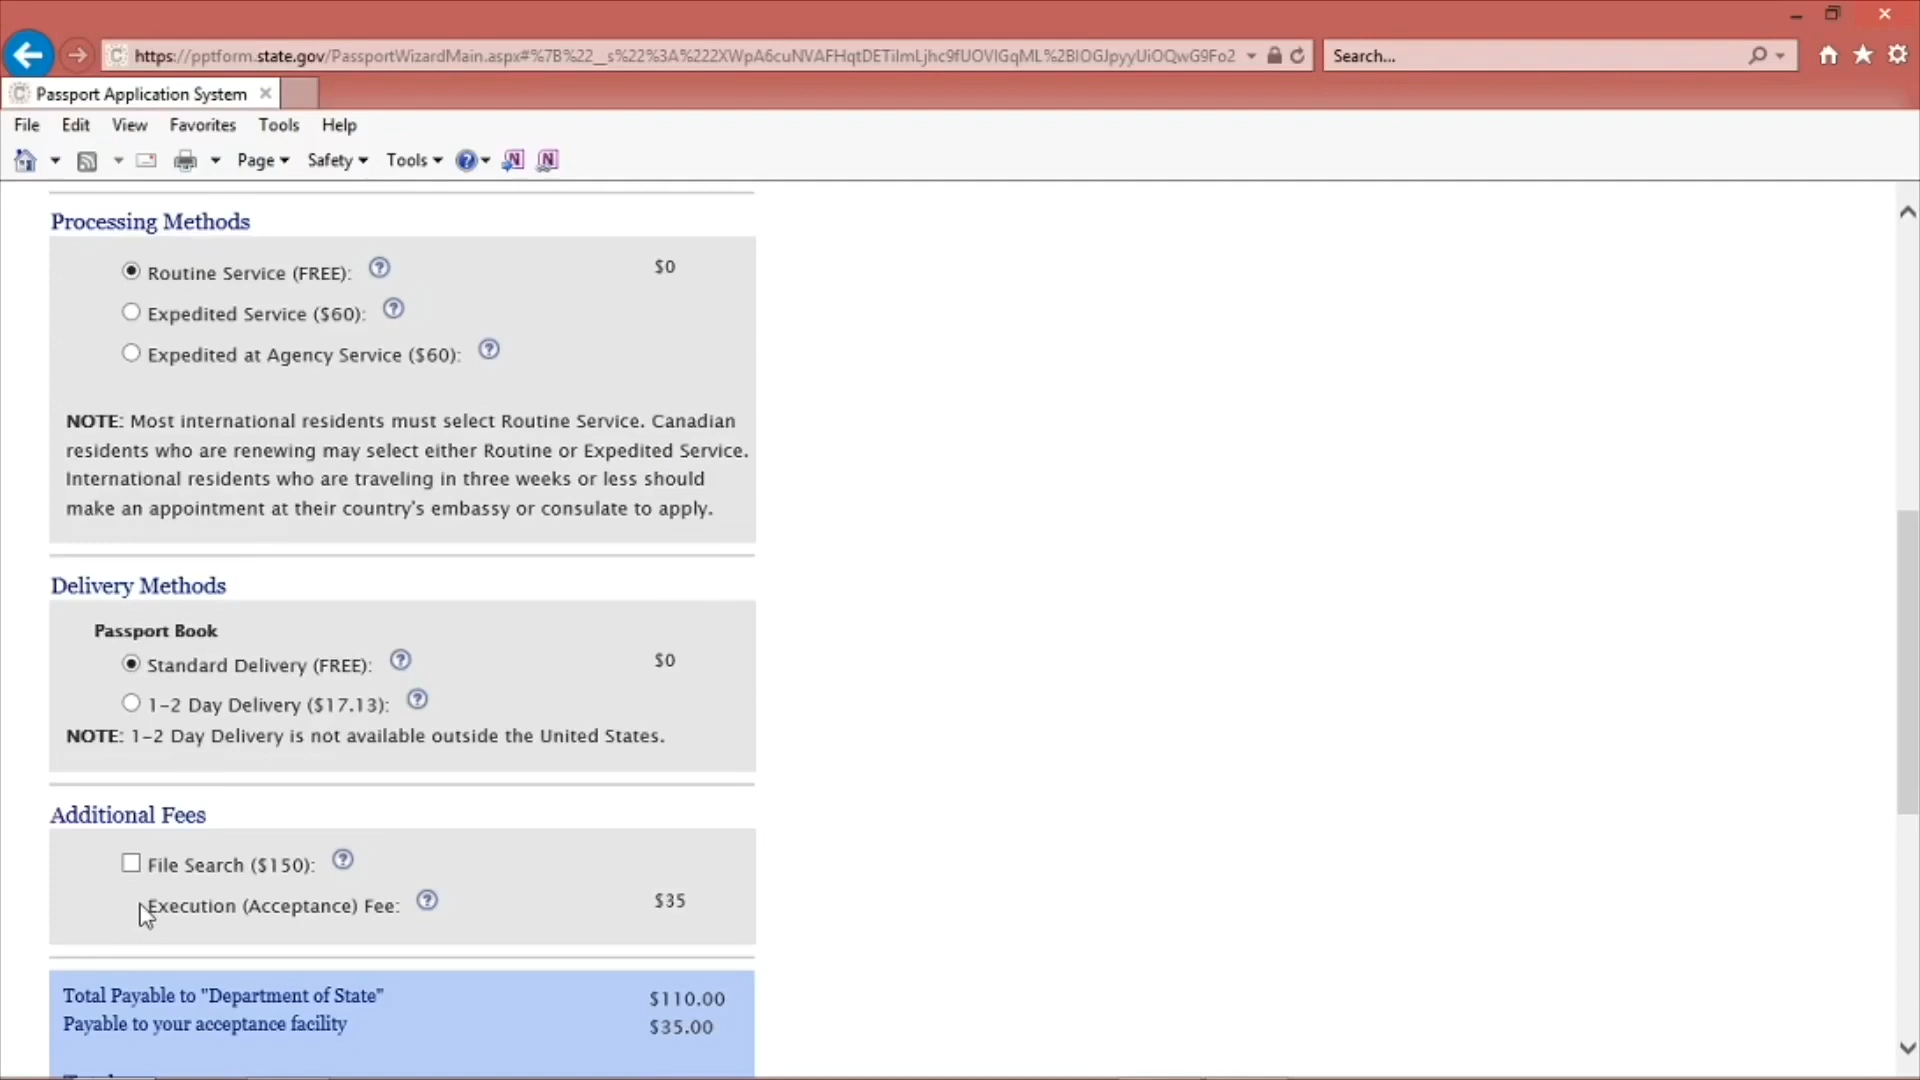 https://pptform.state.gov/PassportWizardMain.aspx#%7B%22__s%22%3A%222XWpA6cuNVAFHqtDETiImLjhc9fUOVlGqML%2BIOGJpyyUiOQwG9Fo2
Search...
Passport Application System
File Edit View Favorites Tools Help
Page Safety Tools
Processing Methods
Routine Service (FREE): $0
Expedited Service ($60):
Expedited at Agency Service ($60):
NOTE: Most international residents must select Routine Service. Canadian
residents who are renewing may select either Routine or Expedited Service.
International residents who are traveling in three weeks or less should
make an appointment at their country's embassy or consulate to apply.
Delivery Methods
Passport Book
Standard Delivery (FREE): $0
1-2 Day Delivery ($17.13):
NOTE: 1-2 Day Delivery is not available outside the United States.
Additional Fees
File Search ($150):
Execution (Acceptance) Fee: $35
Total Payable to "Department of State" $110.00
Payable to your acceptance facility $35.00